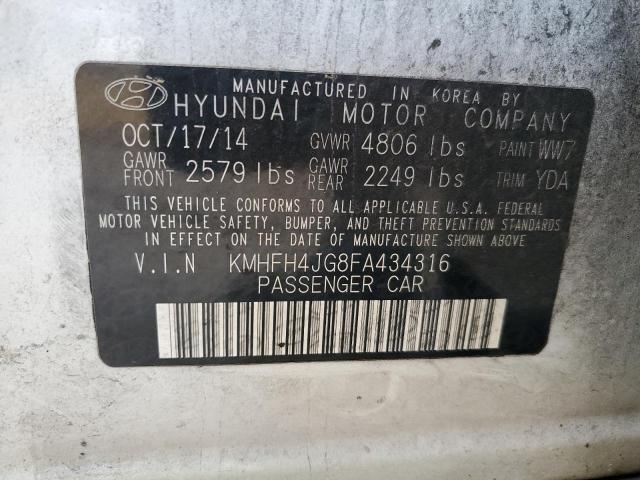 MANUFACTURED IN KOREA BY
HYUNDAI MOTOR COMPANY
OCT/17/14 GVWR 4806 lbs PAINT WW7
GAWR FRONT 2579 lbs GAWR REAR 2249 lbs TRIM YDA
THIS VEHICLE CONFORMS TO ALL APPLICABLE U.S.A. FEDERAL
MOTOR VEHICLE SAFETY, BUMPER, AND THEFT PREVENTION STANDARDS
IN EFFECT ON THE DATE OF MANUFACTURE SHOWN ABOVE.
V.I.N KMHFH4JG8FA434316
PASSENGER CAR